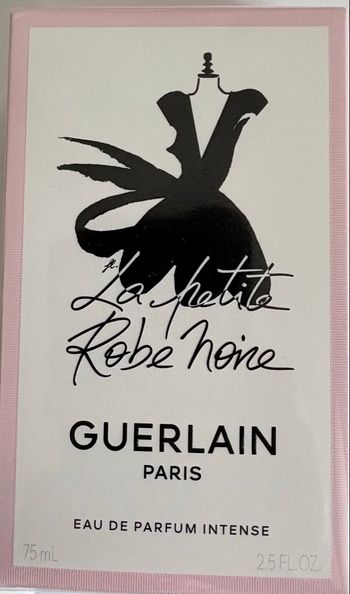 La petite
Robe Noire
GUERLAIN
PARIS
EAU DE PARFUM INTENSE
75 mL
2.5 FL.OZ.